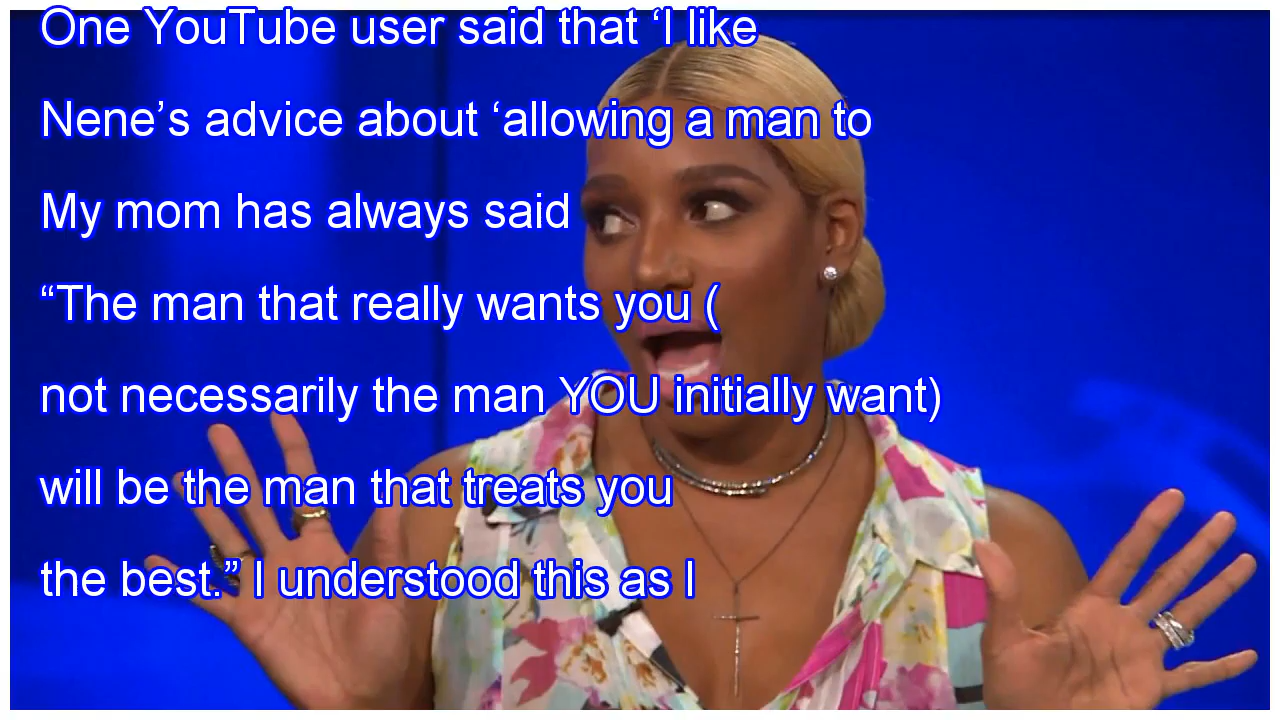 One YouTube user said that ‘I like
Nene’s advice about ‘allowing a man to
My mom has always said
“The man that really wants you (
not necessarily the man YOU initially want)
will be the man that treats you
the best.” I understood this as I